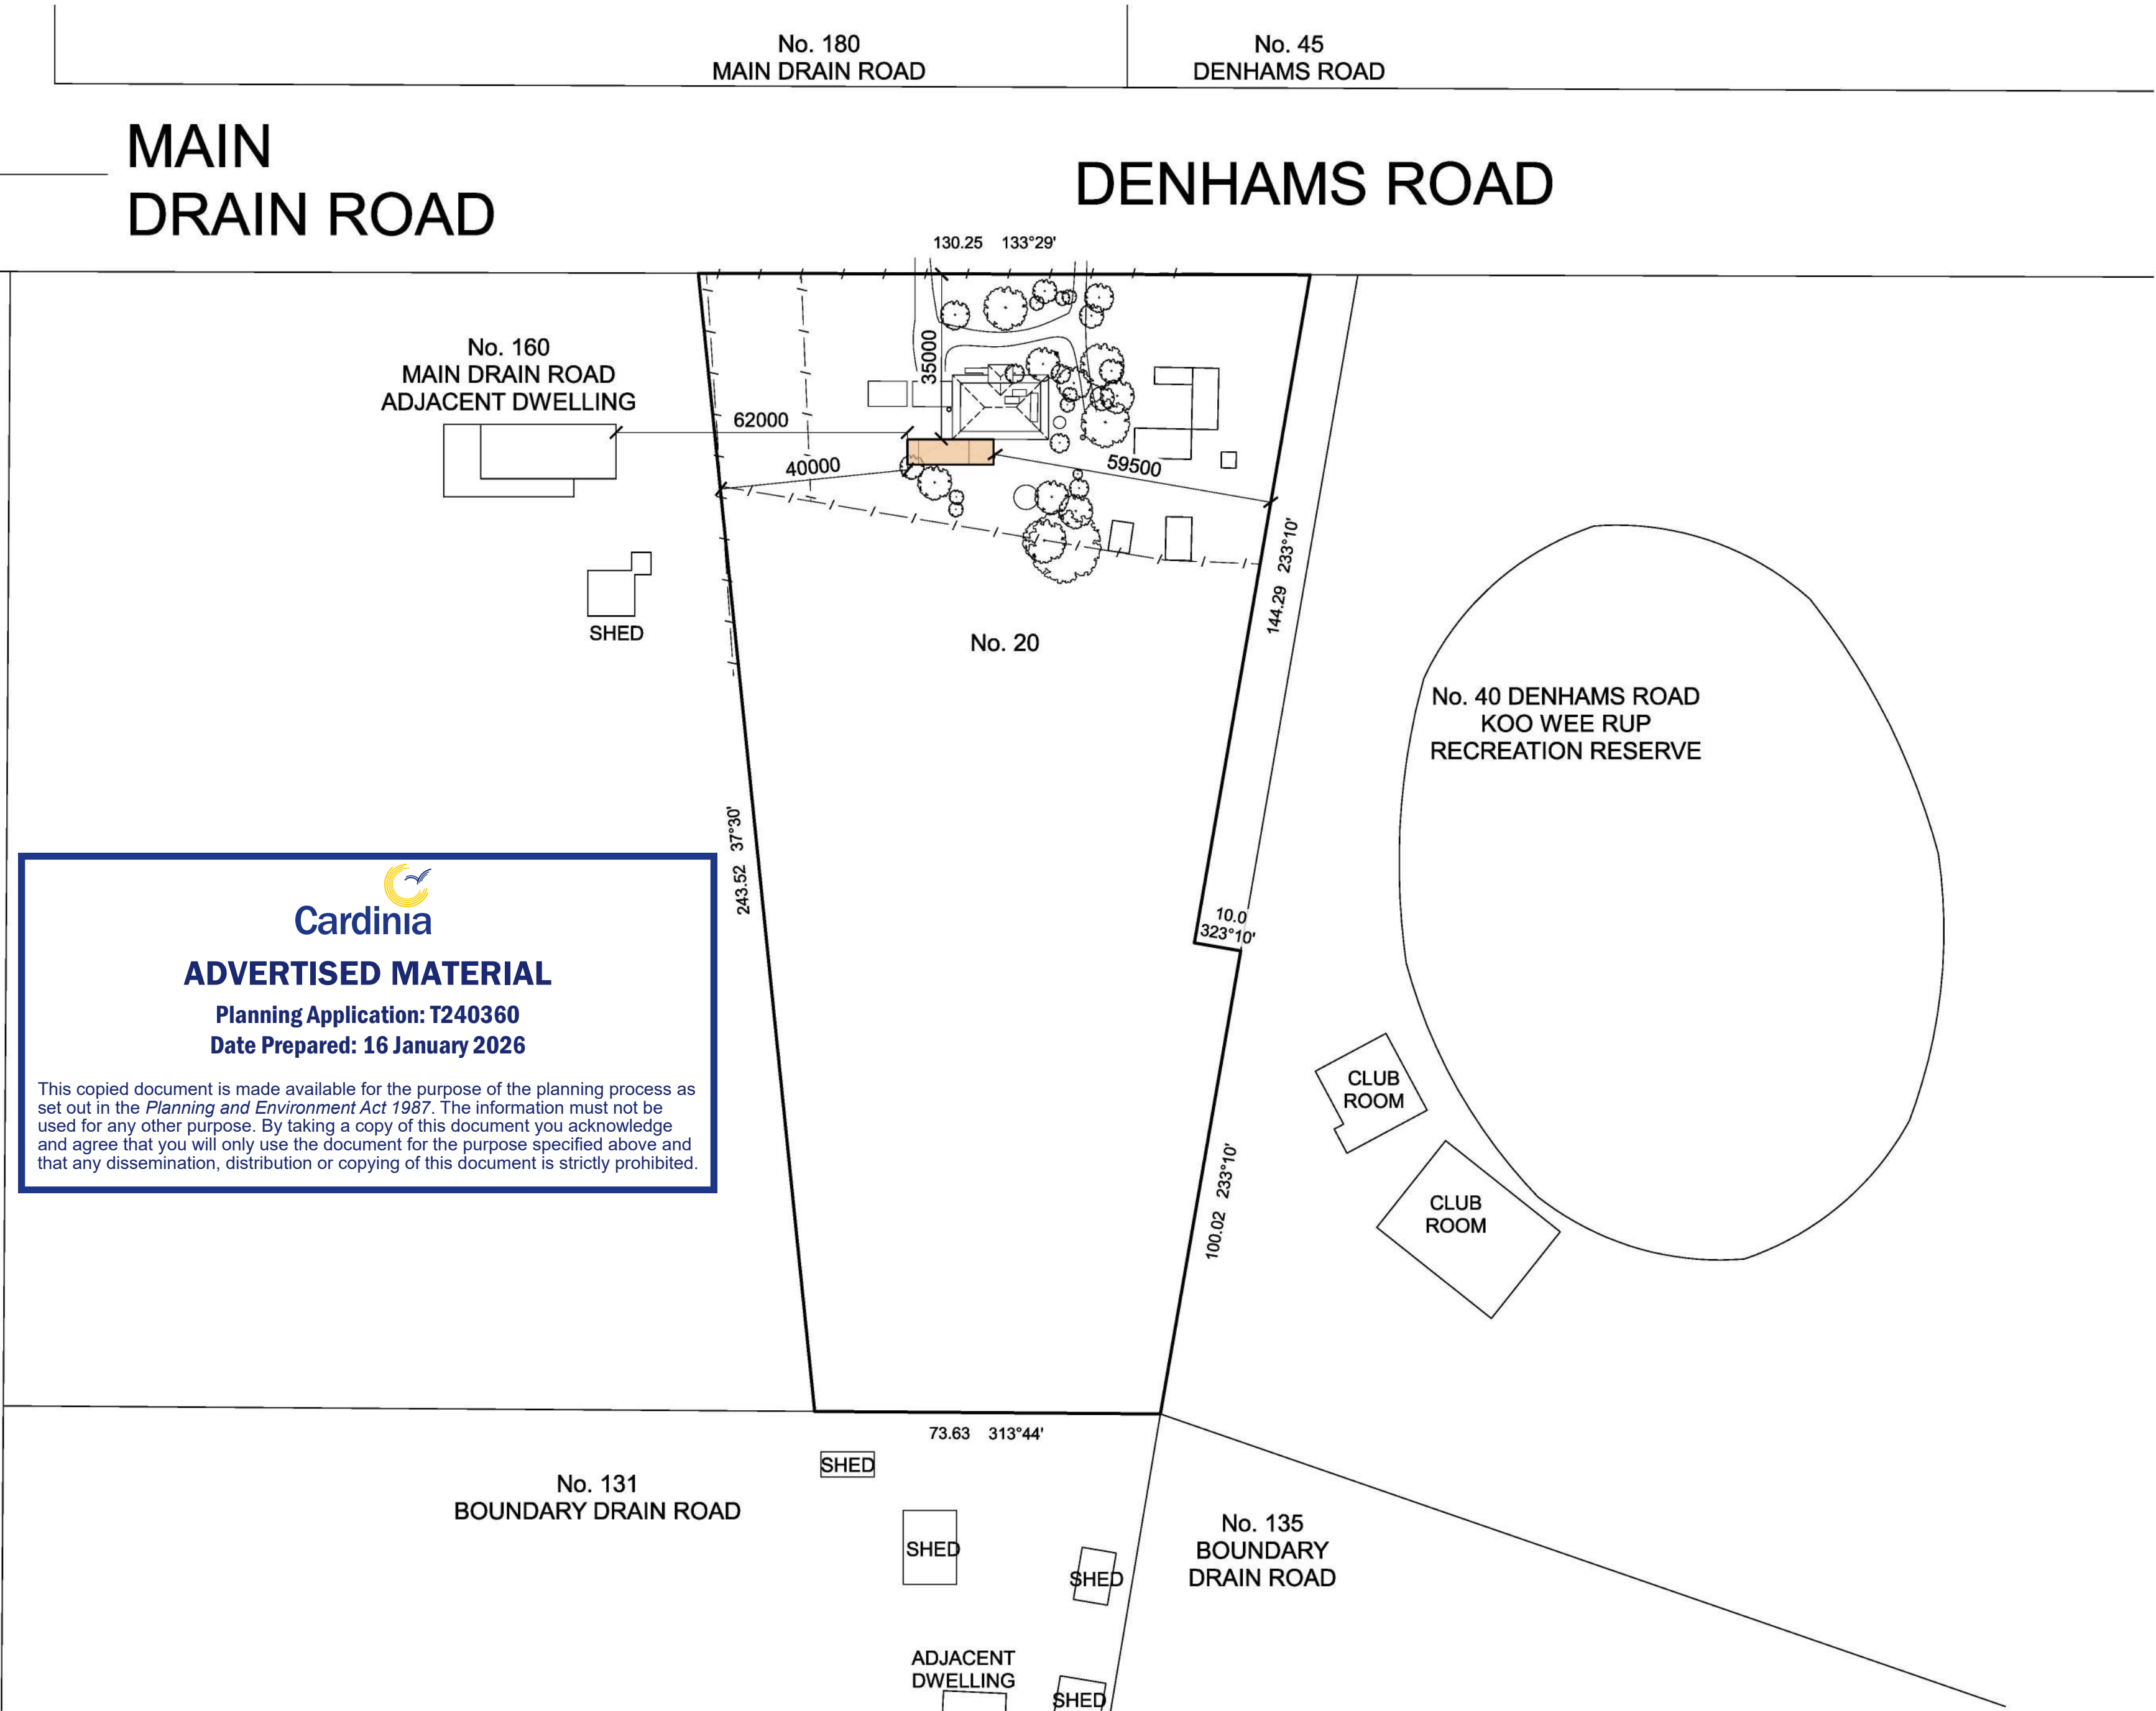 No. 180
MAIN DRAIN ROAD
No. 45
DENHAMS ROAD
MAIN
DRAIN ROAD
DENHAMS ROAD
130.25 133°29'
No. 160
MAIN DRAIN ROAD
ADJACENT DWELLING
35000
62000
40000
59500
SHED
No. 20
144.29 233°10'
No. 40 DENHAMS ROAD
KOO WEE RUP
RECREATION RESERVE
243.52 37°30'
10.0
323°10'
Cardinia
ADVERTISED MATERIAL
Planning Application: T240360
Date Prepared: 16 January 2026
This copied document is made available for the purpose of the planning process as
set out in the Planning and Environment Act 1987. The information must not be
used for any other purpose. By taking a copy of this document you acknowledge
and agree that you will only use the document for the purpose specified above and
that any dissemination, distribution or copying of this document is strictly prohibited.
CLUB
ROOM
CLUB
ROOM
100.02 233°10'
73.63 313°44'
SHED
No. 131
BOUNDARY DRAIN ROAD
SHED
SHED
No. 135
BOUNDARY
DRAIN ROAD
ADJACENT
DWELLING
SHED